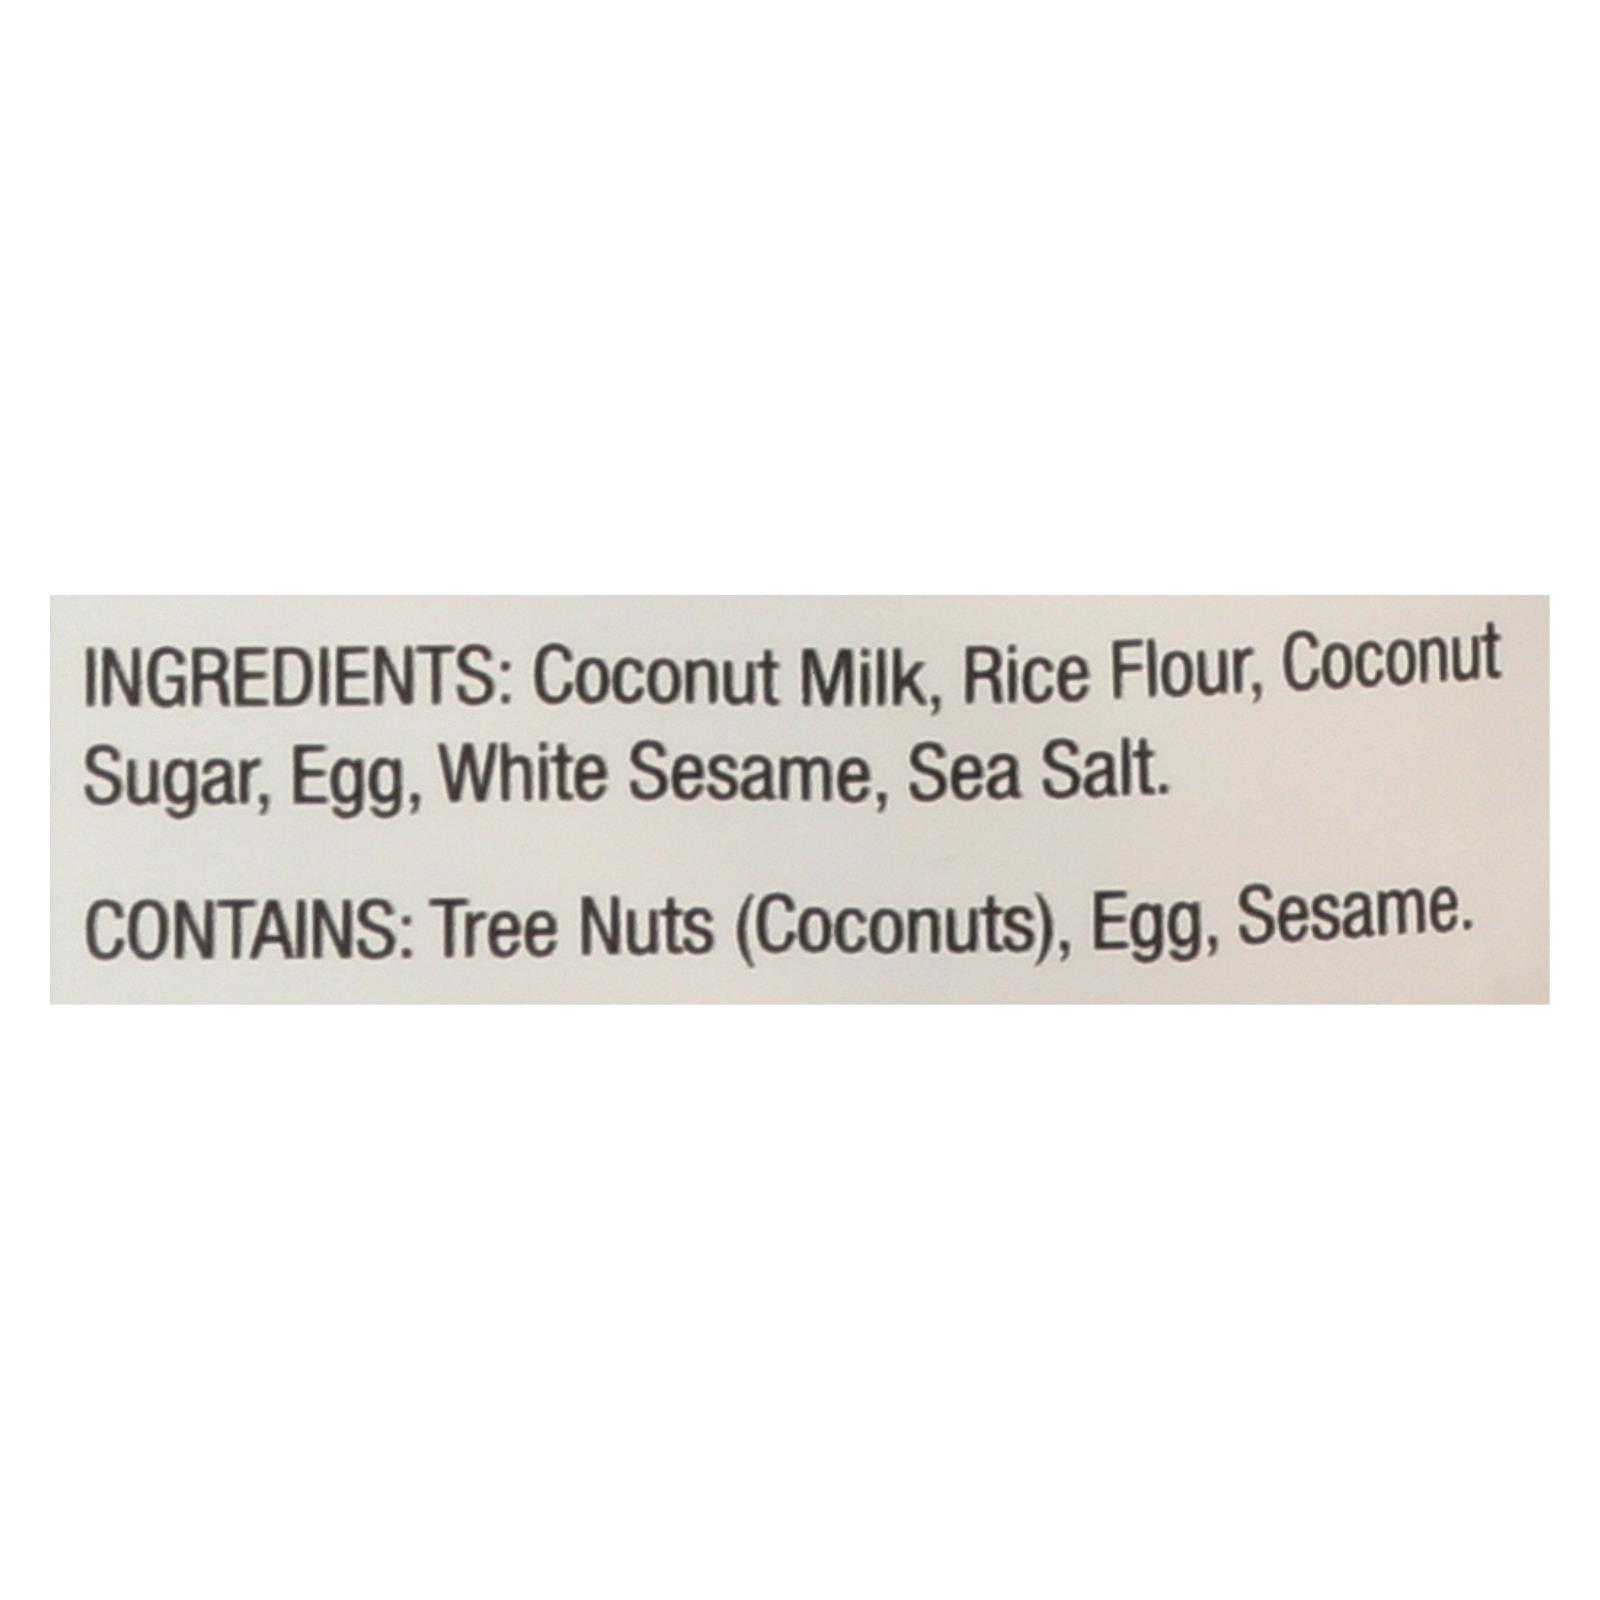 INGREDIENTS: Coconut Milk, Rice Flour, Coconut
Sugar, Egg, White Sesame, Sea Salt.
CONTAINS: Tree Nuts (Coconuts), Egg, Sesame.